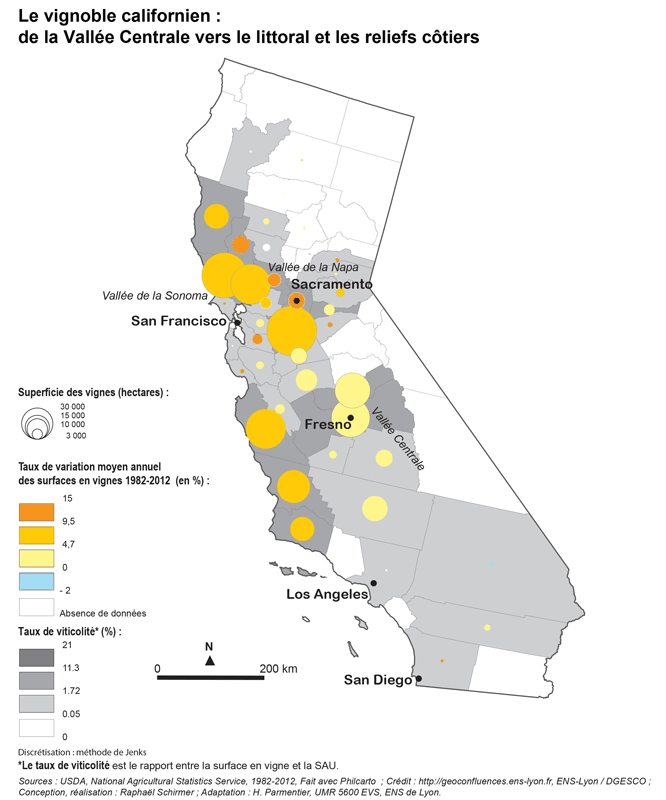 Le vignoble californien :
de la Vallée Centrale vers le littoral et les reliefs côtiers
Vallée de la Napa
Sacramento
Vallée de la Sonoma
San Francisco
Fresno
Vallée Centrale
Los Angeles
San Diego
Superficie des vignes (hectares) :
30 000
15 000
10 000
3 000
Taux de variation moyen annuel
des surfaces en vignes 1982-2012 (en %) :
15
9,5
4,7
0
- 2
Absence de données
Taux de viticolité* (%) :
21
11.3
1.72
0.05
0
N
0 200 km
Discrétisation : méthode de Jenks
*Le taux de viticolité est le rapport entre la surface en vigne et la SAU.
Sources : USDA, National Agricultural Statistics Service, 1982-2012, Fait avec Philcarto ; Crédit : http://geoconfluences.ens-lyon.fr, ENS-Lyon / DGESCO ;
Conception, réalisation : Raphaël Schirmer ; Adaptation : H. Parmentier, UMR 5600 EVS, ENS de Lyon.